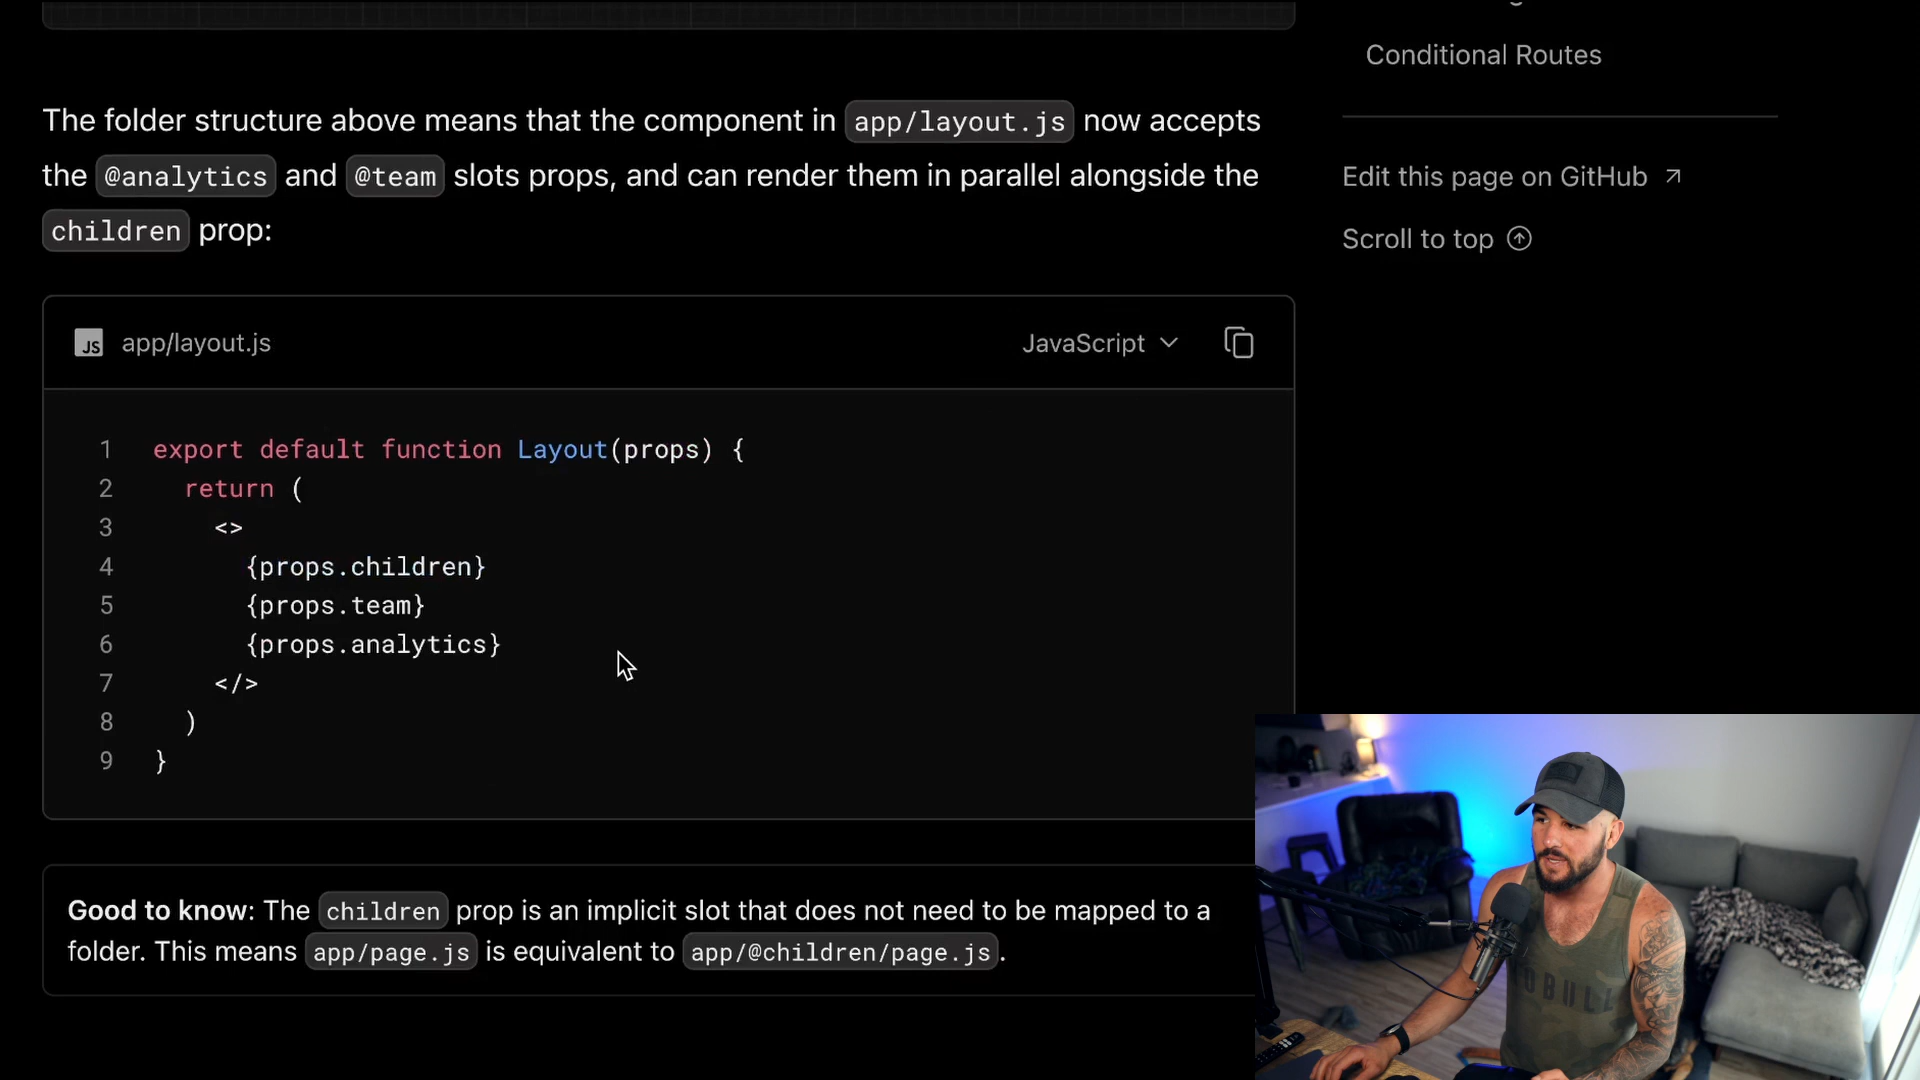 Conditional Routes
The folder structure above means that the component in app/layout.js now accepts
the @analytics and @team slots props, and can render them in parallel alongside the
children prop:
Edit this page on GitHub
Scroll to top
JS app/layout.js JavaScript
1 export default function Layout(props) {
2 return (
3 <>
4 {props.children}
5 {props.team}
6 {props.analytics}
7 </>
8 )
9 }
Good to know: The children prop is an implicit slot that does not need to be mapped to a
folder. This means app/page.js is equivalent to app/@children/page.js.